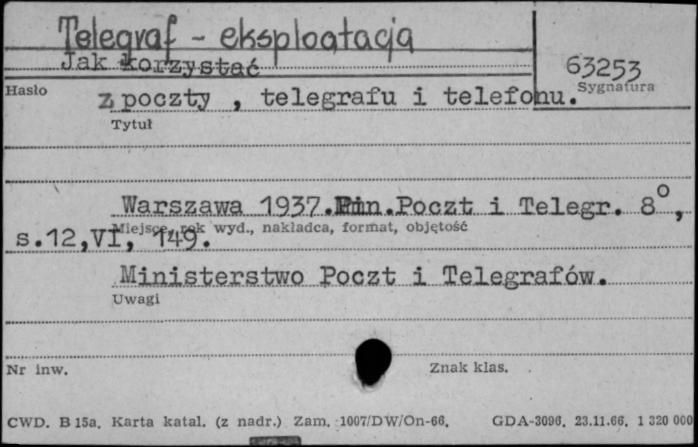 Telegraf - eksploatacja
Jak korzystać
63253
Hasło
Sygnatura
z poczty , telegrafu i telefonu.
Tytuł
Warszawa 1937. Min.Poczt i Telegr. 8°,
Miejsce, rok wyd., nakładca, format, objętość
s.12,VI, 149.
Ministerstwo Poczt i Telegrafów.
Uwagi
Nr inw.
Znak klas.
CWD. B 15a. Karta katal. (z nadr.) Zam. 1007/DW/On-66. GDA-3096. 23.11.66. 1 320 000